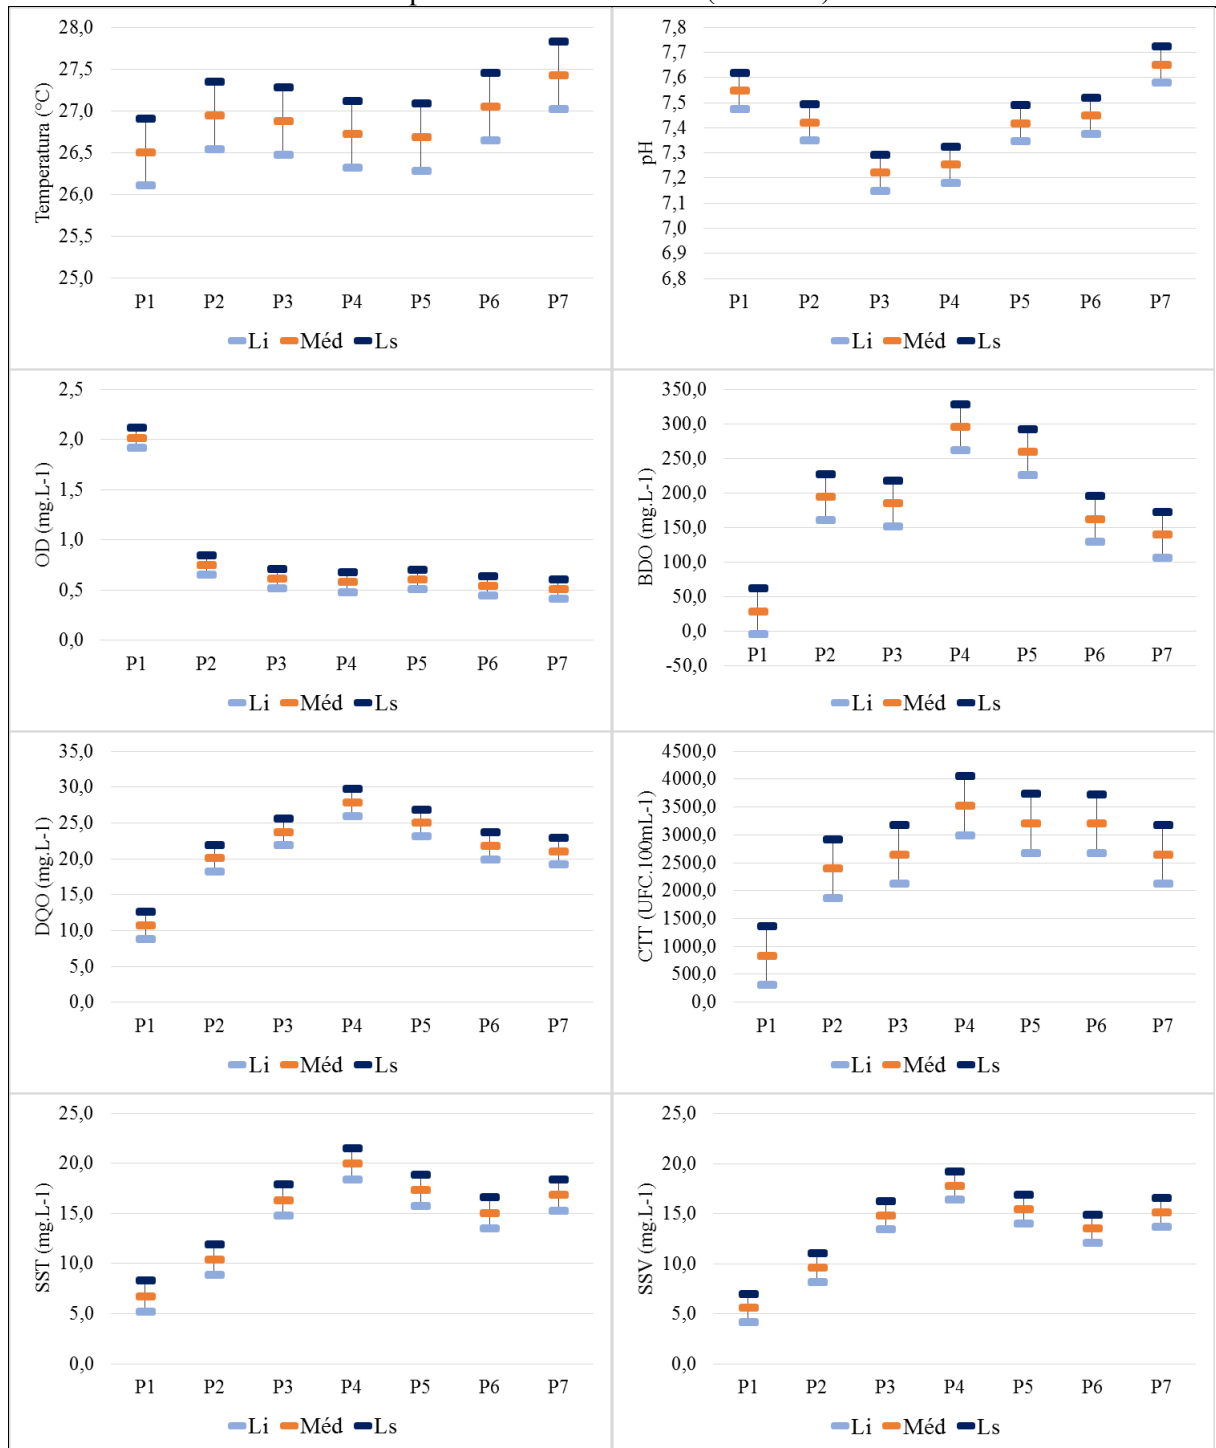 28,0
27,5
27,0
26,5
26,0
25,5
25,0
Temperatura (°C)
P1 P2 P3 P4 P5 P6 P7
Li Méd Ls
7,8
7,7
7,6
7,5
7,4
7,3
7,2
7,1
7,0
6,9
6,8
pH
P1 P2 P3 P4 P5 P6 P7
Li Méd Ls
2,5
2,0
1,5
1,0
0,5
0,0
OD (mg.L-1)
P1 P2 P3 P4 P5 P6 P7
Li Méd Ls
350,0
300,0
250,0
200,0
150,0
100,0
50,0
0,0
-50,0
BDO (mg.L-1)
P1 P2 P3 P4 P5 P6 P7
Li Méd Ls
35,0
30,0
25,0
20,0
15,0
10,0
5,0
0,0
DQO (mg.L-1)
P1 P2 P3 P4 P5 P6 P7
Li Méd Ls
4500,0
4000,0
3500,0
3000,0
2500,0
2000,0
1500,0
1000,0
500,0
0,0
CTT (UFC.100mL-1)
P1 P2 P3 P4 P5 P6 P7
Li Méd Ls
25,0
20,0
15,0
10,0
5,0
0,0
SST (mg.L-1)
P1 P2 P3 P4 P5 P6 P7
Li Méd Ls
25,0
20,0
15,0
10,0
5,0
0,0
SSV (mg.L-1)
P1 P2 P3 P4 P5 P6 P7
Li Méd Ls